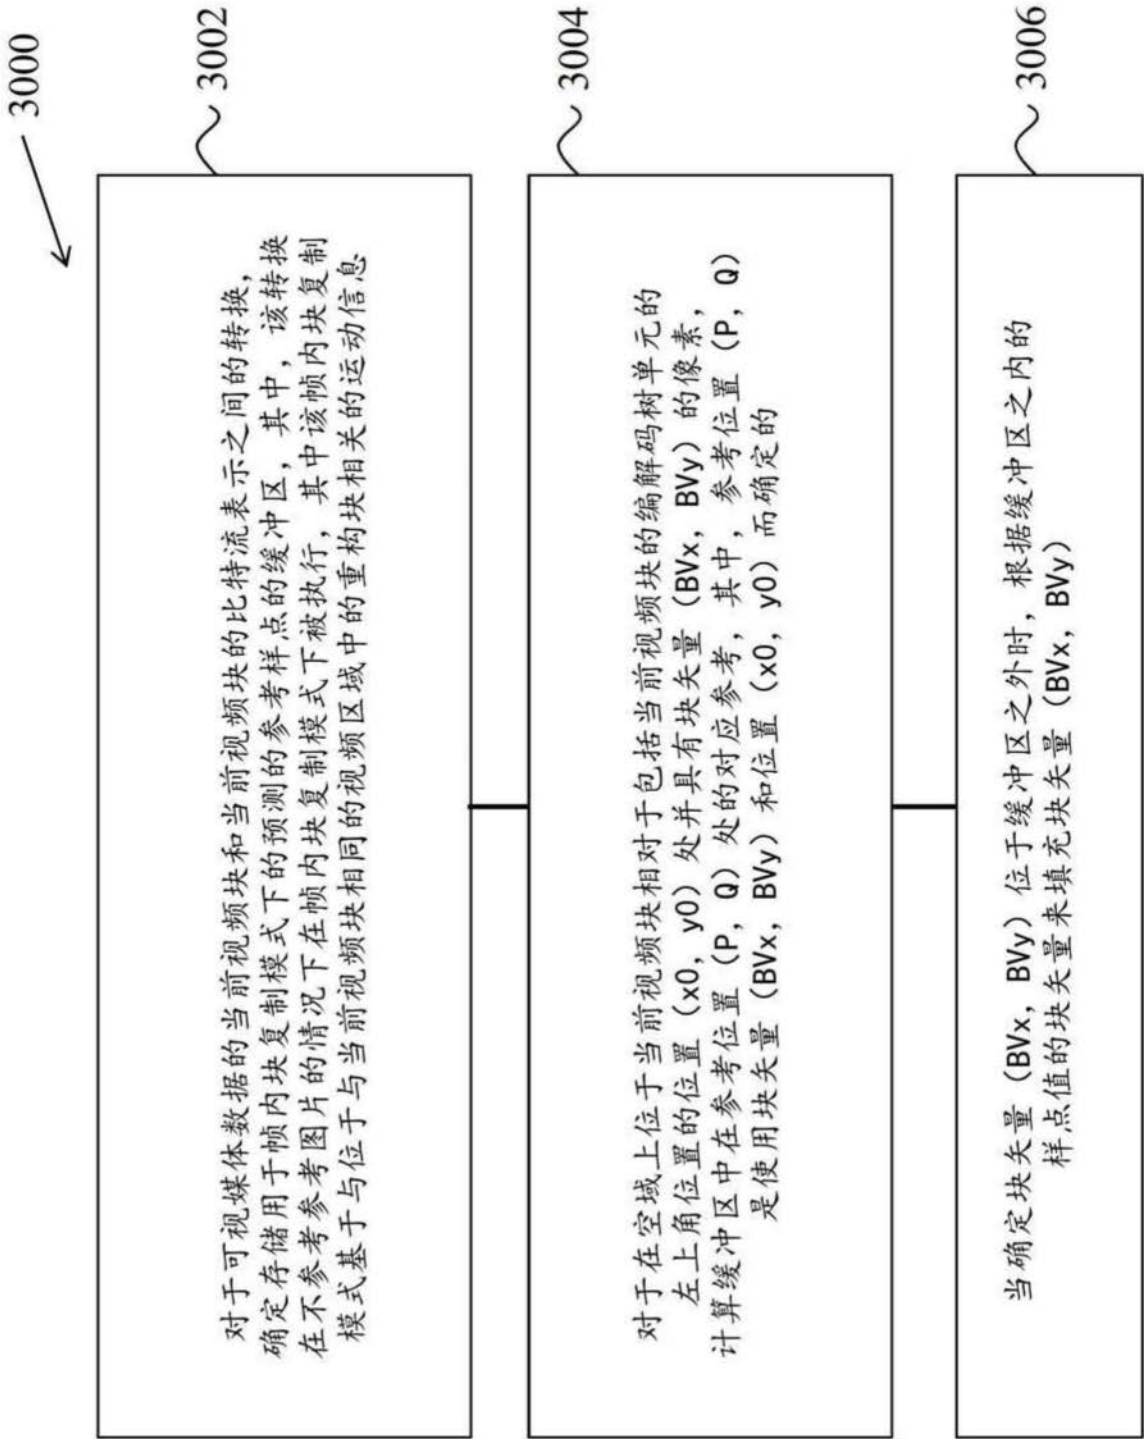 3000
3002
对于可视媒体数据的当前视频块和当前视频块的比特流表示之间的转换，
确定存储用于帧内块复制模式下的预测的参考样点的缓冲区，其中，该转换
在不参考参考图片的情况下在帧内块复制模式下被执行，其中该帧内块复制
模式基于与位于与当前视频块相同的视频区域中的重构块相关的运动信息
3004
对于在空域上位于当前视频块相对于包括当前视频块的编解码树单元的
左上角位置的位置（x0, y0）处并具有块矢量（BVx, BVy）的像素，
计算缓冲区中在参考位置（P, Q）处的对应参考，其中，参考位置（P, Q）
是使用块矢量（BVx, BVy）和位置（x0, y0）而确定的
3006
当确定块矢量（BVx, BVy）位于缓冲区之外时，根据缓冲区之内的
样点值的块矢量来填充块矢量（BVx, BVy）